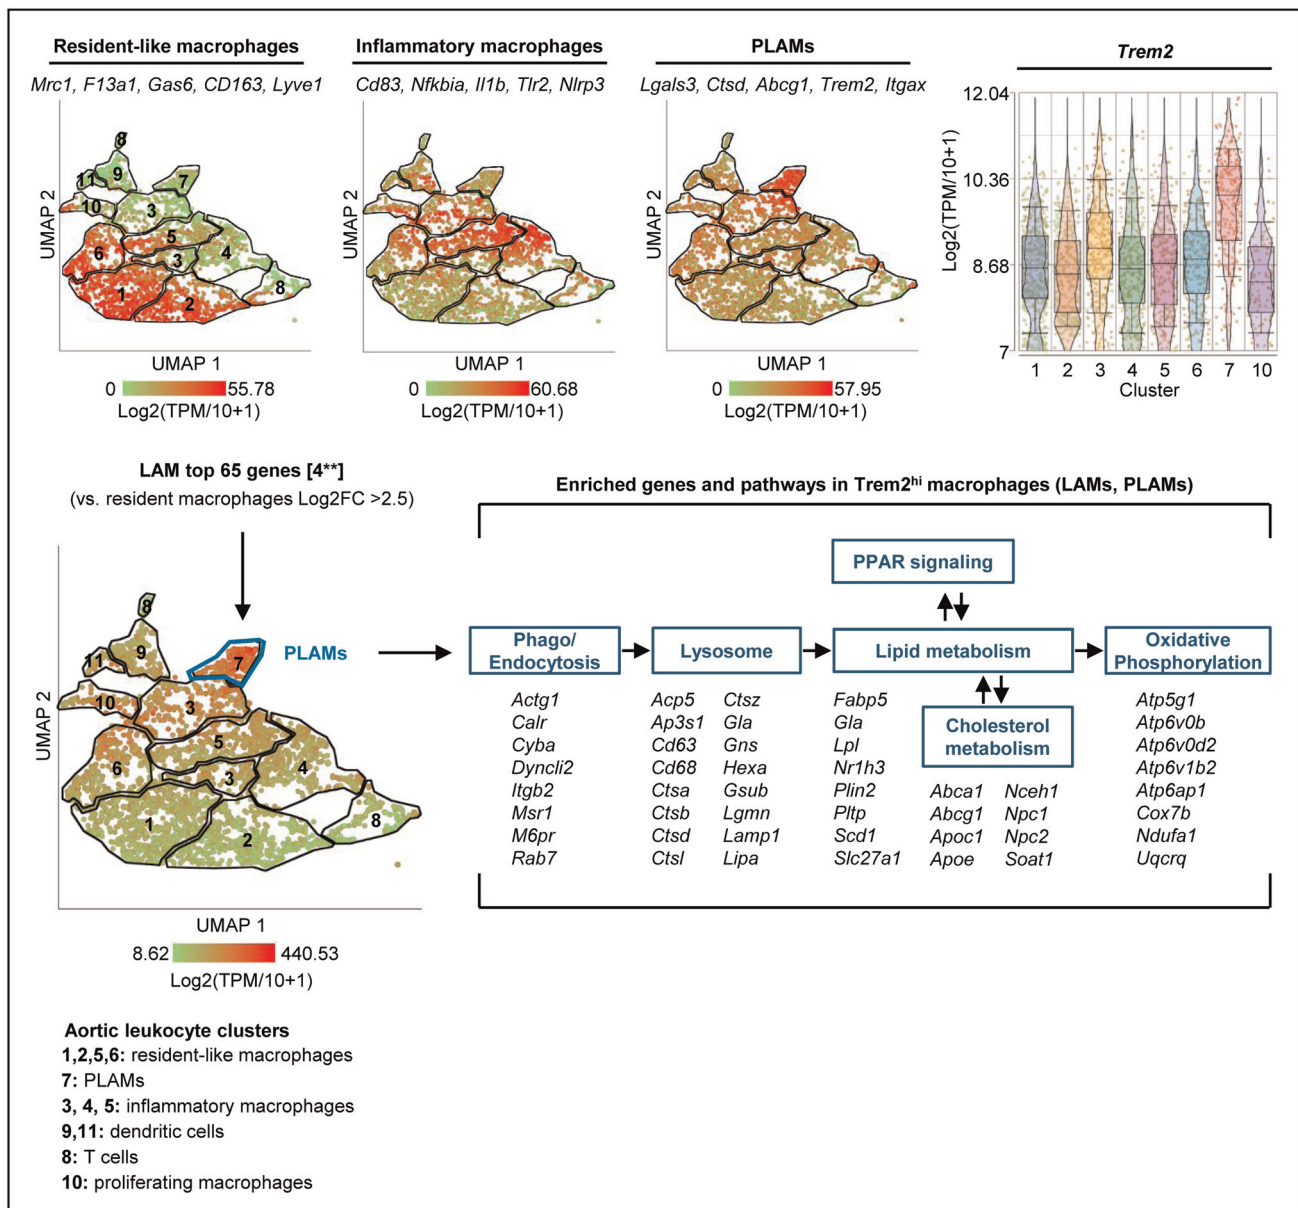 Resident-like macrophages
Mrc1, F13a1, Gas6, CD163, Lyve1
UMAP 2
8
9
11
7
10
3
5
6
3
4
1
2
8
UMAP 1
0
55.78
Log2(TPM/10+1)
Inflammatory macrophages
Cd83, Nfkbia, Il1b, Tlr2, Nlrp3
UMAP 2
UMAP 1
0
60.68
Log2(TPM/10+1)
PLAMs
Lgals3, Ctsd, Abcg1, Trem2, Itgax
UMAP 2
UMAP 1
0
57.95
Log2(TPM/10+1)
Trem2
Log2(TPM/10+1)
12.04
10.36
8.68
7
1 2 3 4 5 6 7 10
Cluster
LAM top 65 genes [4**]
(vs. resident macrophages Log2FC >2.5)
UMAP 2
8
9
11
7
PLAMs
10
3
5
6
3
4
1
2
8
UMAP 1
8.62
440.53
Log2(TPM/10+1)
Enriched genes and pathways in Trem2hi macrophages (LAMs, PLAMs)
PPAR signaling
Phago/
Endocytosis
Actg1
Calr
Cyba
Dyncli2
Itgb2
Msr1
M6pr
Rab7
Lysosome
Acp5 Ctsz
Ap3s1 Gla
Cd63 Gns
Cd68 Hexa
Ctsa Gsub
Ctsb Lgmn
Ctsd Lamp1
Ctsl Lipa
Lipid metabolism
Fabp5
Gla
Lpl
Nr1h3
Plin2
Pltp
Scd1
Slc27a1
Cholesterol
metabolism
Abca1 Nceh1
Abcg1 Npc1
Apoc1 Npc2
Apoe Soat1
Oxidative
Phosphorylation
Atp5g1
Atp6v0b
Atp6v0d2
Atp6v1b2
Atp6ap1
Cox7b
Ndufa1
Uqcrq
Aortic leukocyte clusters
1,2,5,6: resident-like macrophages
7: PLAMs
3, 4, 5: inflammatory macrophages
9,11: dendritic cells
8: T cells
10: proliferating macrophages